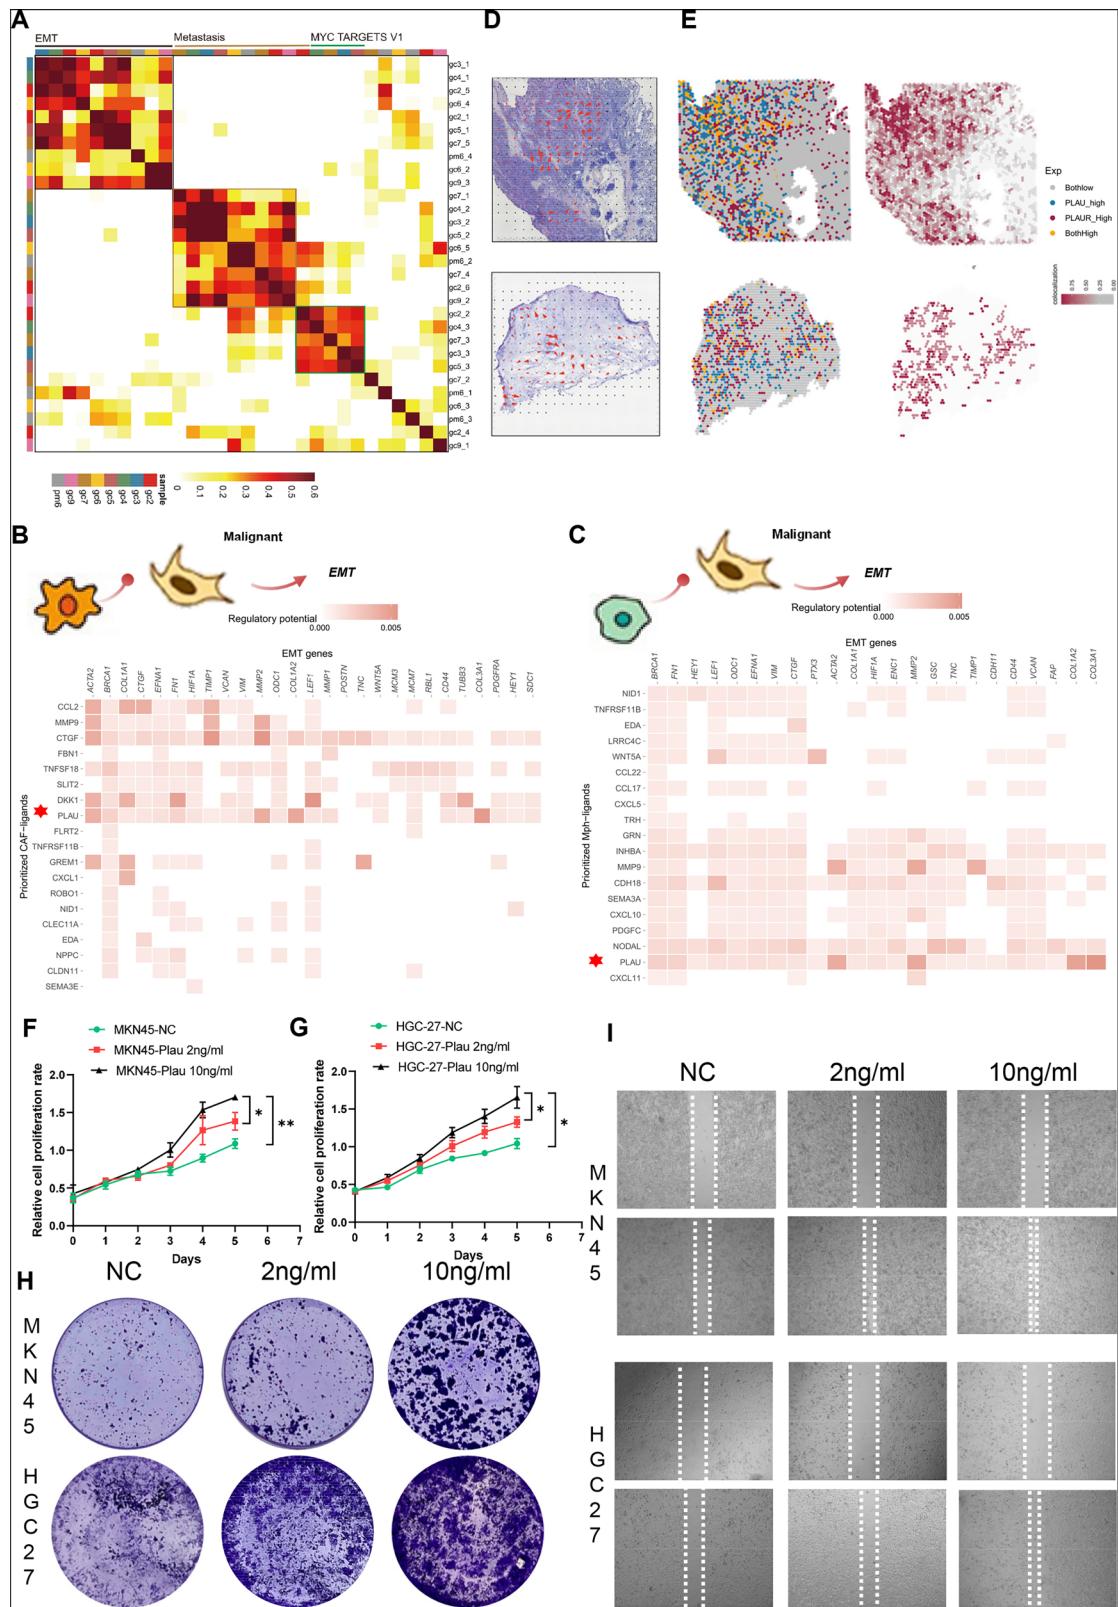 A
EMT
Metastasis
MYC TARGETS V1
gc3_1
gc4_1
gc2_5
gc6_4
gc2_1
gc5_1
gc7_5
pm6_4
gc6_2
gc9_3
gc7_1
gc4_2
gc3_2
gc5_2
gc6_5
pm6_2
gc7_4
gc2_6
gc9_2
gc2_2
gc4_3
gc7_3
gc3_3
gc5_3
gc7_2
pm6_1
gc6_3
pm6_3
gc2_4
gc9_1
pm6
gc9
gc7
gc6
gc5
gc4
gc3
gc2
sample
0
0.1
0.2
0.3
0.4
0.5
0.6
D
E
Exp
Bothlow
PLAU_high
PLAUR_High
BothHigh
colocalization
0.75
0.50
0.25
0.00
B
Malignant
EMT
Regulatory potential
0.000
0.005
EMT genes
ACTA2
BRCA1
COL1A1
CTGF
EFNA1
FN1
HIF1A
TIMP1
VCAN
VIM
MMP2
ODC1
COL1A2
LEF1
MMP1
POSTN
TNC
WNT5A
MCM3
MCM7
RBL1
CD44
TUBB3
COL3A1
PDGFRA
HEY1
SDC1
Prioritized CAF-ligands
CCL2
MMP9
CTGF
FBN1
TNFSF18
SLIT2
DKK1
PLAU
FLRT2
TNFRSF11B
GREM1
CXCL1
ROBO1
NID1
CLEC11A
EDA
NPPC
CLDN11
SEMA3E
C
Malignant
EMT
Regulatory potential
0.000
0.005
EMT genes
BRCA1
FN1
HEY1
LEF1
ODC1
EFNA1
VIM
CTGF
PTX3
ACTA2
COL1A1
HIF1A
ENC1
MMP2
GSC
TNC
TIMP1
CDH11
CD44
VCAN
FAP
COL1A2
COL3A1
Prioritized Mph-ligands
NID1
TNFRSF11B
EDA
LRRC4C
WNT5A
CCL22
CCL17
CXCL5
TRH
GRN
INHBA
MMP9
CDH18
SEMA3A
CXCL10
PDGFC
NODAL
PLAU
CXCL11
F
MKN45-NC
MKN45-Plau 2ng/ml
MKN45-Plau 10ng/ml
Relative cell proliferation rate
2.0
1.5
1.0
0.5
0.0
*
**
0 1 2 3 4 5 6 7
Days
G
HGC-27-NC
HGC-27-Plau 2ng/ml
HGC-27-Plau 10ng/ml
Relative cell proliferation rate
2.0
1.5
1.0
0.5
0.0
*
*
0 1 2 3 4 5 6 7
Days
H
NC 2ng/ml 10ng/ml
MKN45
HGC27
I
NC 2ng/ml 10ng/ml
MKN45
HGC27